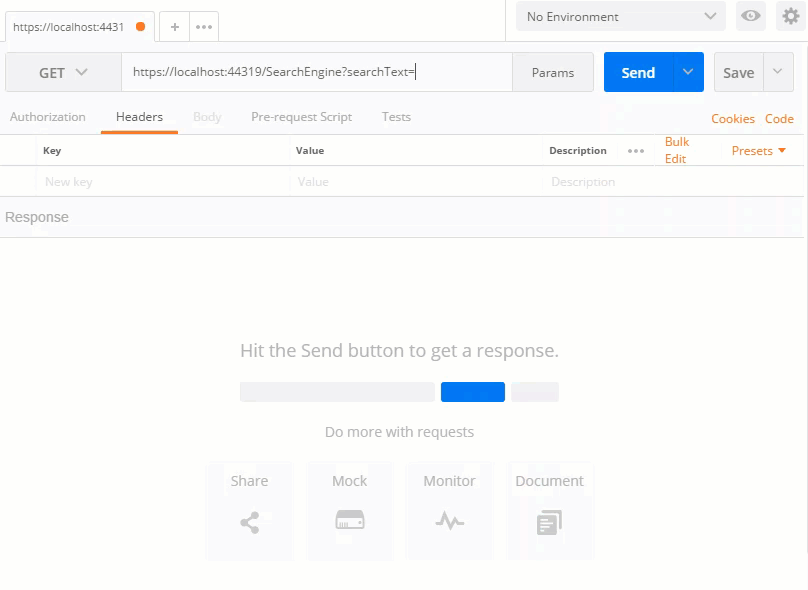 https://localhost:4431
+
No Environment
GET
https://localhost:44319/SearchEngine?searchText=
Params
Send
Save
Authorization
Headers
Body
Pre-request Script
Tests
Cookies
Code
Key
Value
Description
Bulk
Edit
Presets
New key
Value
Description
Response
Hit the Send button to get a response.
Do more with requests
Share
Mock
Monitor
Document